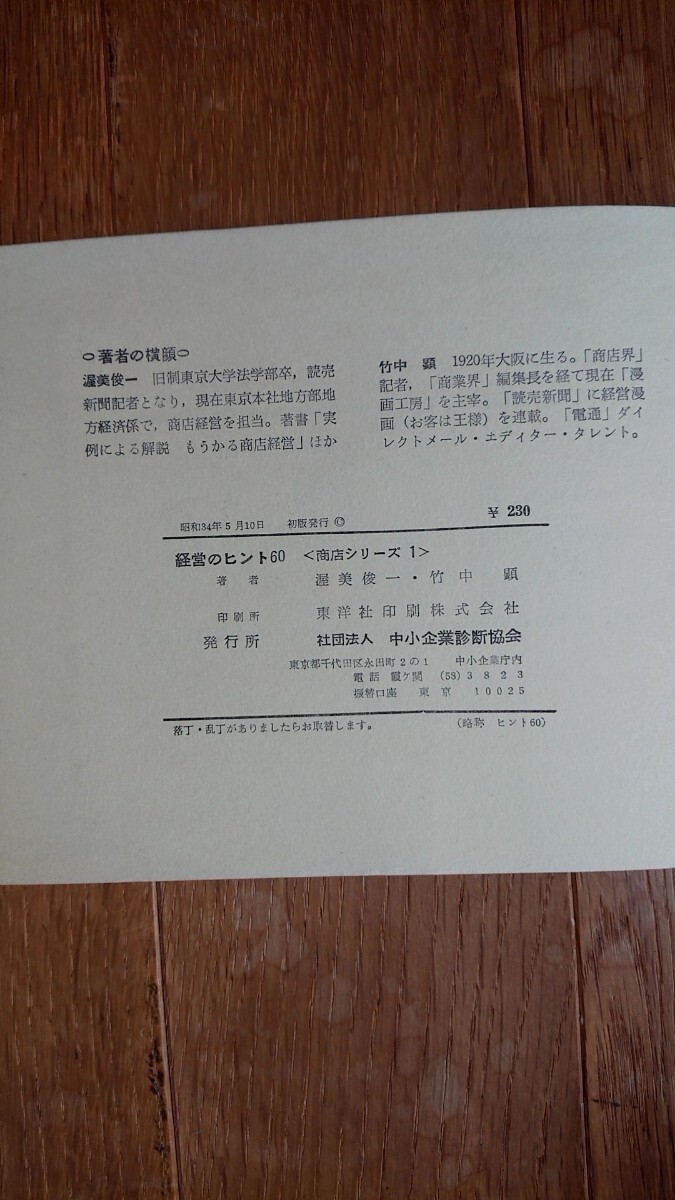 著者の横顔
渥美俊一　旧制東京大学法学部卒，読売
新聞記者となり，現在東京本社地方部地
方経済係で，商店経営を担当。著書「実
例による解説　もうかる商店経営」ほか
竹中　顕　1920年大阪に生る。「商店界」
記者，「商業界」編集長を経て現在「漫
画工房」を主宰。「読売新聞」に経営漫
画（お客は王様）を連載。「電通」ダイ
レクトメール・エディター・タレント。
昭和34年5月10日　初版発行 ©　¥ 230
経営のヒント60　＜商店シリーズ 1＞
著　者　渥美俊一・竹中　顕
印刷所　東洋社印刷株式会社
発行所　社団法人　中小企業診断協会
東京都千代田区永田町2の1　中小企業庁内
電話　霞ケ関　(58) 3 8 2 3
振替口座　東京　1 0 0 2 5
落丁・乱丁がありましたらお取替します。　（略称　ヒント60）